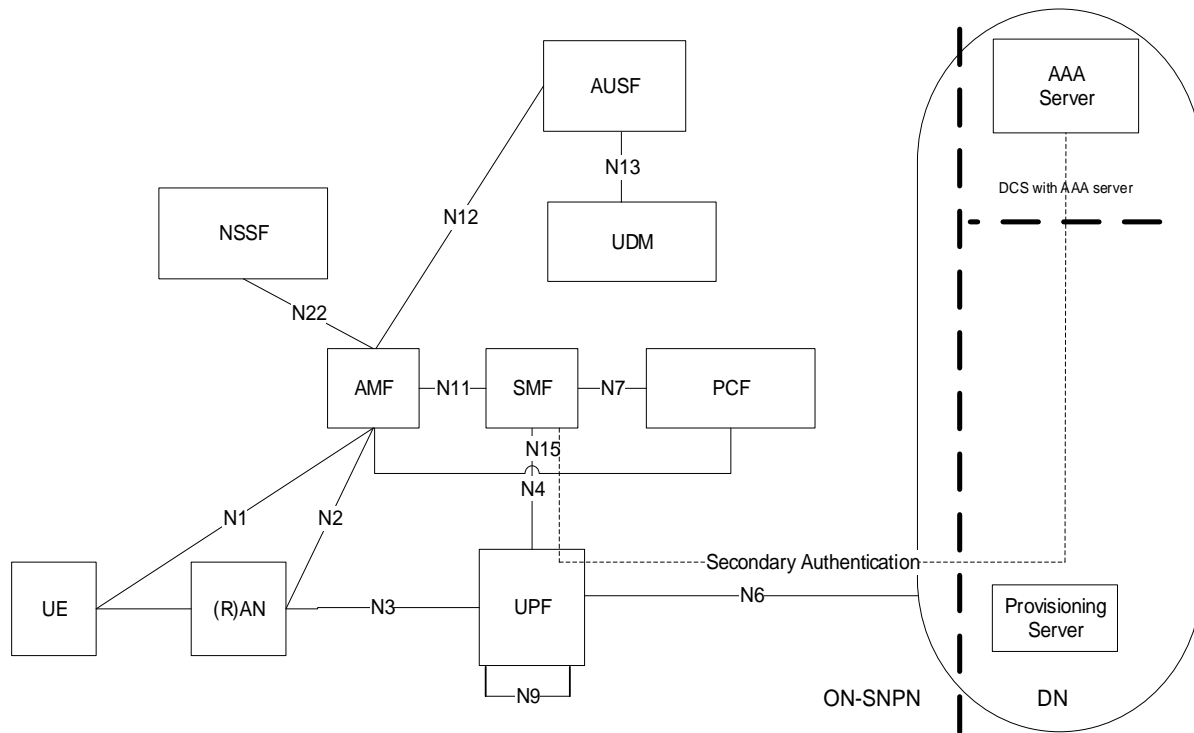 AUSF
AAA
Server
N13
DCS with AAA server
N12
NSSF
UDM
N22
AMF
N11
SMF
N7
PCF
N15
N4
N1
N2
Secondary Authentication
UE
(R)AN
N3
UPF
N6
Provisioning
Server
N9
ON-SNPN
DN